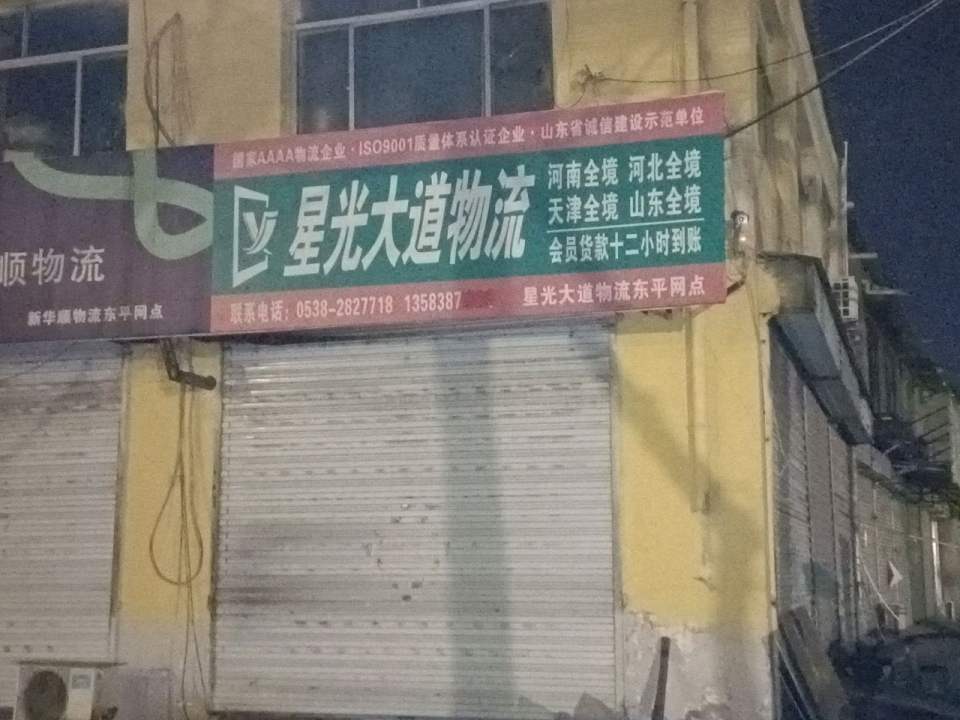 国家AAAA物流企业·ISO9001质量体系认证企业·山东省诚信建设示范单位
星光大道物流
河南全境 河北全境
天津全境 山东全境
会员货款十二小时到账
联系电话：0538-2827718 1583387
星光大道物流东平网点
顺物流
新华顺物流东平网点